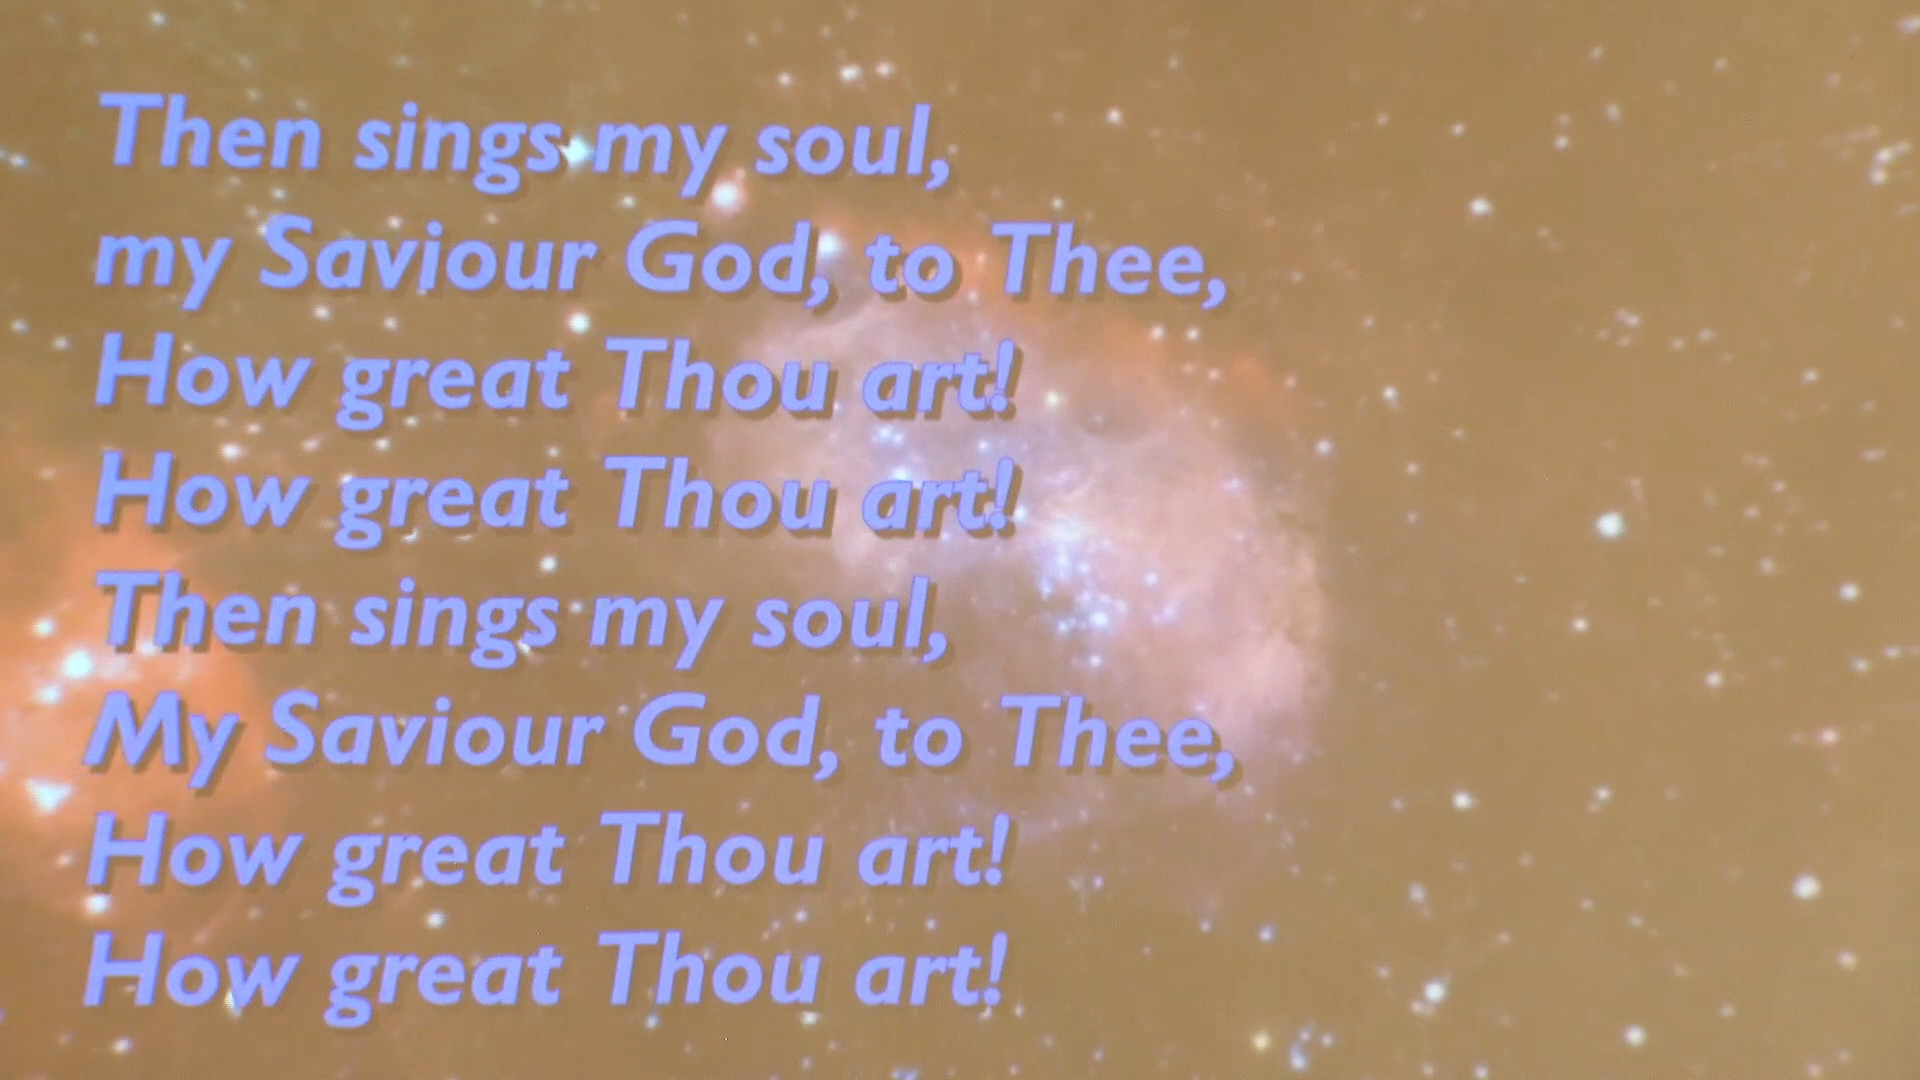 Then sings my soul,
my Saviour God, to Thee,
How great Thou art!
How great Thou art!
Then sings my soul,
My Saviour God, to Thee,
How great Thou art!
How great Thou art!